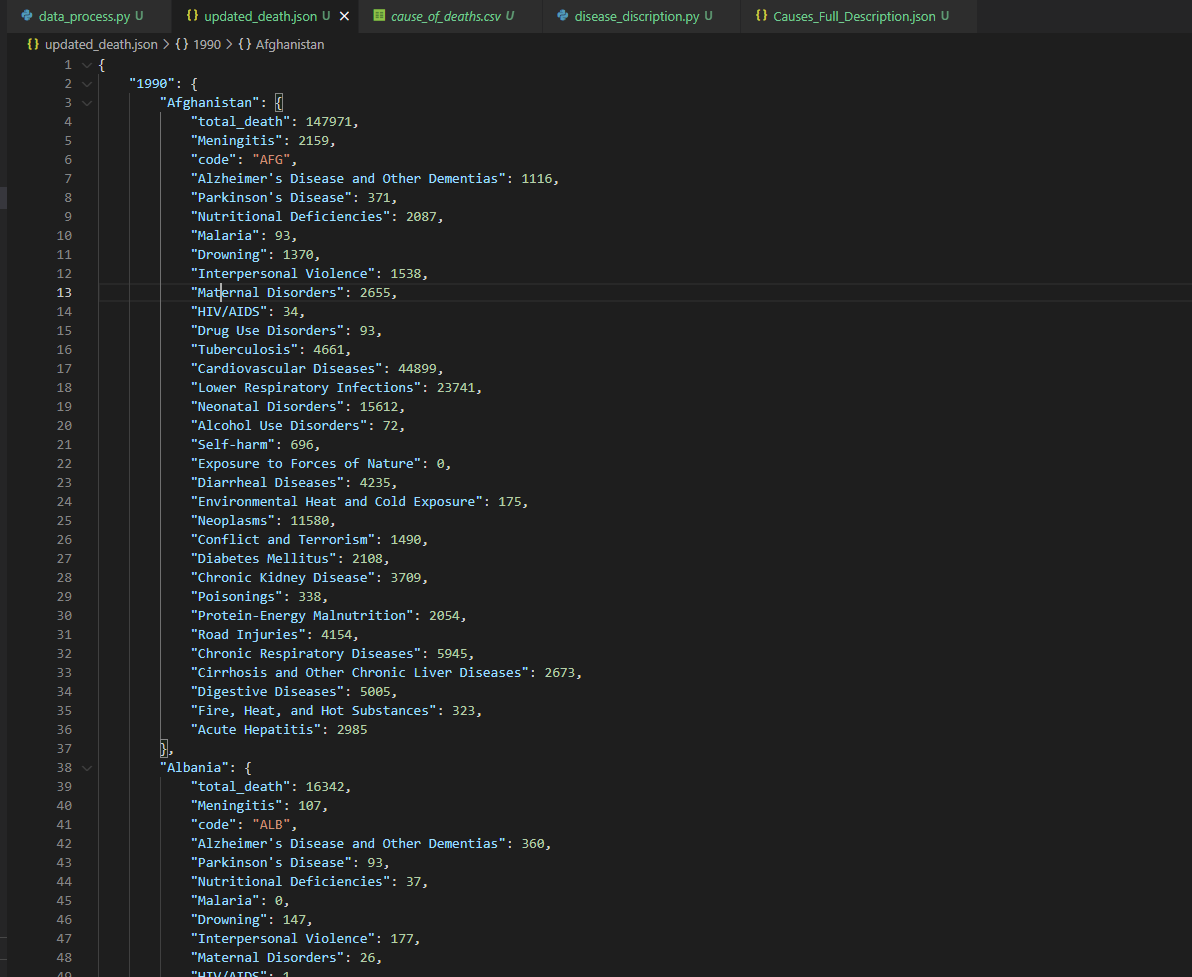 data_process.py U updated_death.json U cause_of_deaths.csv U disease_discription.py U {} Causes_Full_Description.json U
{} updated_death.json > {} 1990 > {} Afghanistan
1 {
2 "1990": {
3 "Afghanistan": {
4 "total_death": 147971,
5 "Meningitis": 2159,
6 "code": "AFG",
7 "Alzheimer's Disease and Other Dementias": 1116,
8 "Parkinson's Disease": 371,
9 "Nutritional Deficiencies": 2087,
10 "Malaria": 93,
11 "Drowning": 1370,
12 "Interpersonal Violence": 1538,
13 "Maternal Disorders": 2655,
14 "HIV/AIDS": 34,
15 "Drug Use Disorders": 93,
16 "Tuberculosis": 4661,
17 "Cardiovascular Diseases": 44899,
18 "Lower Respiratory Infections": 23741,
19 "Neonatal Disorders": 15612,
20 "Alcohol Use Disorders": 72,
21 "Self-harm": 696,
22 "Exposure to Forces of Nature": 0,
23 "Diarrheal Diseases": 4235,
24 "Environmental Heat and Cold Exposure": 175,
25 "Neoplasms": 11580,
26 "Conflict and Terrorism": 1490,
27 "Diabetes Mellitus": 2108,
28 "Chronic Kidney Disease": 3709,
29 "Poisonings": 338,
30 "Protein-Energy Malnutrition": 2054,
31 "Road Injuries": 4154,
32 "Chronic Respiratory Diseases": 5945,
33 "Cirrhosis and Other Chronic Liver Diseases": 2673,
34 "Digestive Diseases": 5005,
35 "Fire, Heat, and Hot Substances": 323,
36 "Acute Hepatitis": 2985
37 },
38 "Albania": {
39 "total_death": 16342,
40 "Meningitis": 107,
41 "code": "ALB",
42 "Alzheimer's Disease and Other Dementias": 360,
43 "Parkinson's Disease": 93,
44 "Nutritional Deficiencies": 37,
45 "Malaria": 0,
46 "Drowning": 147,
47 "Interpersonal Violence": 177,
48 "Maternal Disorders": 26,
49 "HIV/AIDS": 1